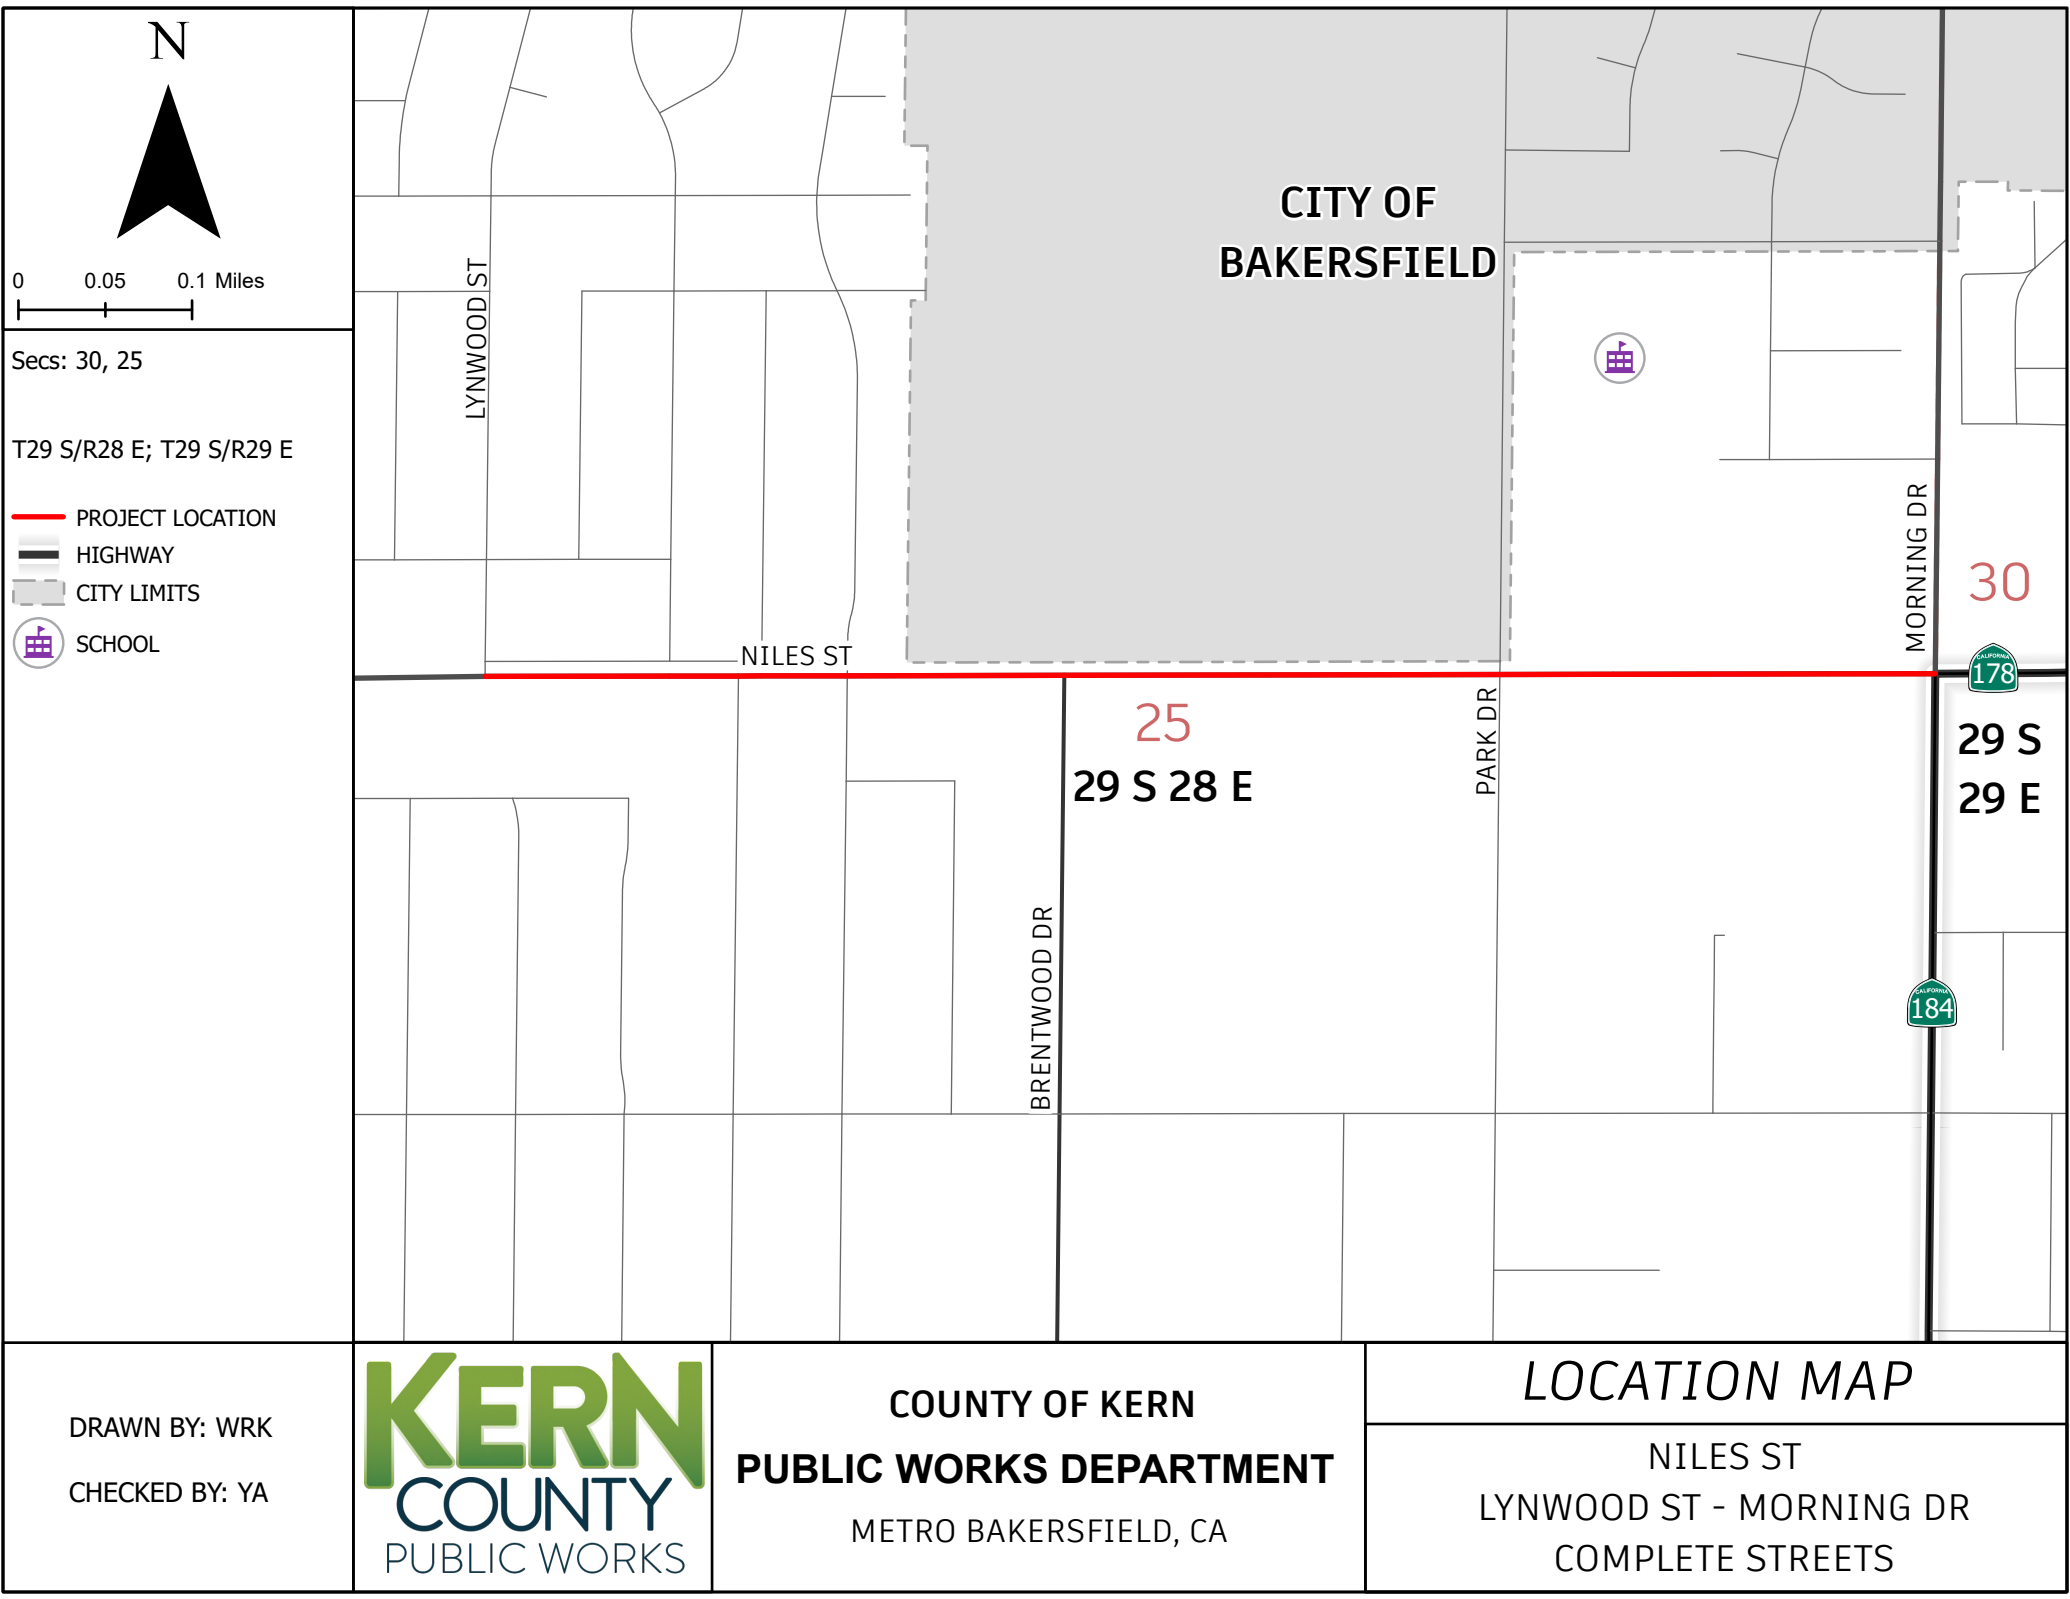 N
0 0.05 0.1 Miles
Secs: 30, 25
T29 S/R28 E; T29 S/R29 E
PROJECT LOCATION
HIGHWAY
CITY LIMITS
SCHOOL
CITY OF
BAKERSFIELD
LYNWOOD ST
MORNING DR
30
NILES ST
CALIFORNIA
178
25
29 S 28 E
PARK DR
29 S
29 E
BRENTWOOD DR
CALIFORNIA
184
DRAWN BY: WRK
CHECKED BY: YA
KERN
COUNTY
PUBLIC WORKS
COUNTY OF KERN
PUBLIC WORKS DEPARTMENT
METRO BAKERSFIELD, CA
LOCATION MAP
NILES ST
LYNWOOD ST - MORNING DR
COMPLETE STREETS